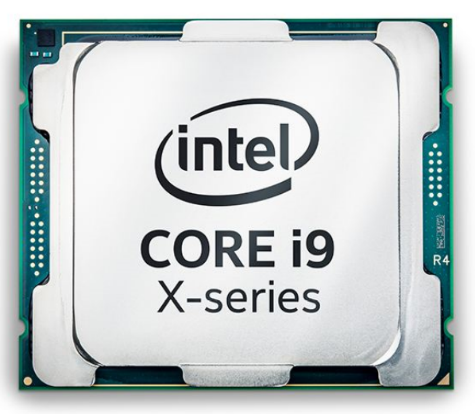 intel
CORE i9
X-series
R4